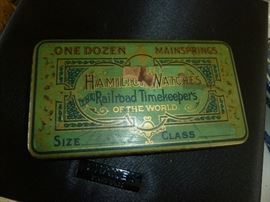 ONE DOZEN MAINSPRINGS
HAMILTON WATCHES
THE Railroad Timekeepers
OF THE WORLD.
SIZE CLASS